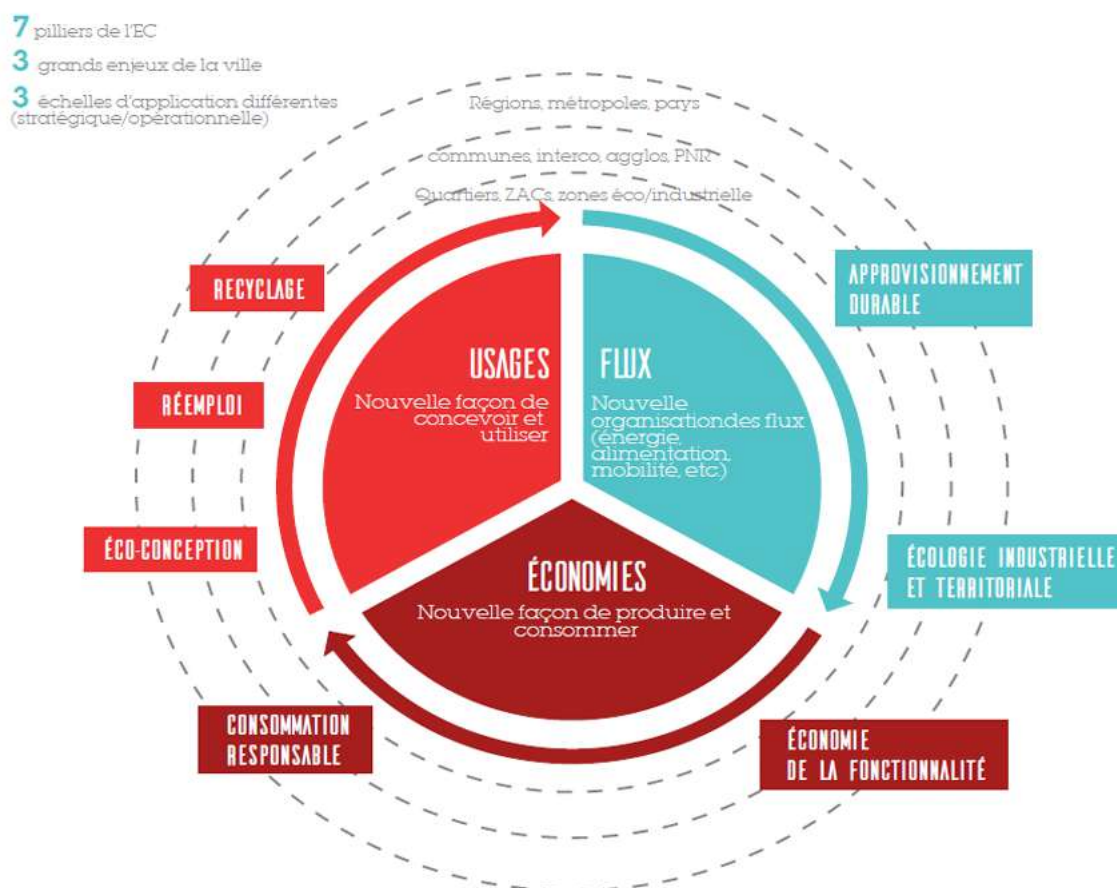 7 pilliers de l'EC
3 grands enjeux de la ville
3 échelles d'application différentes
(stratégique/opérationnelle)
Régions, métropoles, pays
communes, interco, agglos, PNR
Quartiers, ZACs, zones éco/industrielle
RECYCLAGE
RÉEMPLOI
ÉCO-CONCEPTION
USAGES
Nouvelle façon de
concevoir et
utiliser
FLUX
Nouvelle
organisationdes flux
(énergie,
alimentation,
mobilité, etc.)
APPROVISIONNEMENT
DURABLE
ÉCOLOGIE INDUSTRIELLE
ET TERRITORIALE
ÉCONOMIES
Nouvelle façon de produire et
consommer
CONSOMMATION
RESPONSABLE
ÉCONOMIE
DE LA FONCTIONNALITÉ